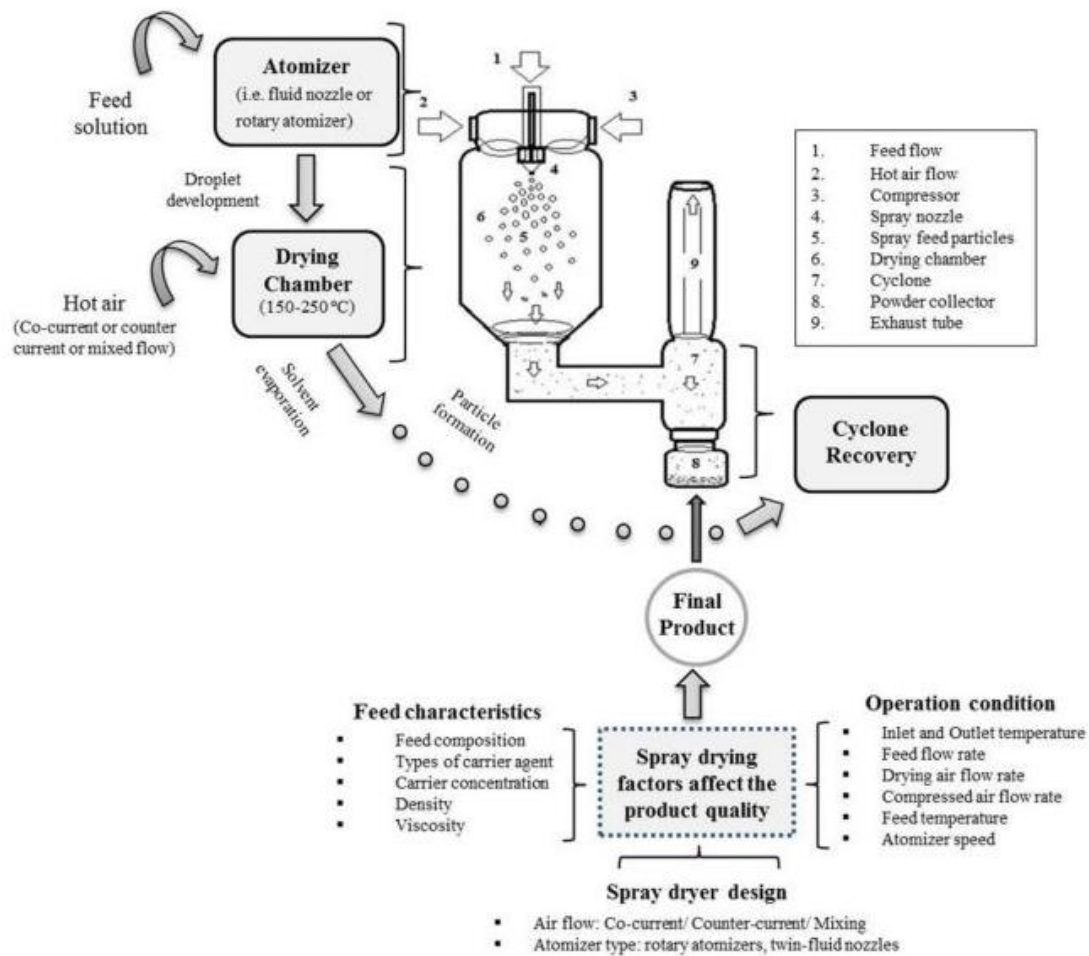 Feed
solution
Atomizer
(i.e. fluid nozzle or
rotary atomizer)
Droplet
development
Drying
Chamber
(150-250°C)
Hot air
(Co-current or counter
current or mixed flow)
Solvent
evaporation
Particle
formation
1
2
3
4
5
6
7
8
9
1. Feed flow
2. Hot air flow
3. Compressor
4. Spray nozzle
5. Spray feed particles
6. Drying chamber
7. Cyclone
8. Powder collector
9. Exhaust tube
Cyclone
Recovery
Final
Product
Feed characteristics
▪ Feed composition
▪ Types of carrier agent
▪ Carrier concentration
▪ Density
▪ Viscosity
Spray drying
factors affect the
product quality
Operation condition
▪ Inlet and Outlet temperature
▪ Feed flow rate
▪ Drying air flow rate
▪ Compressed air flow rate
▪ Feed temperature
▪ Atomizer speed
Spray dryer design
▪ Air flow: Co-current/ Counter-current/ Mixing
▪ Atomizer type: rotary atomizers, twin-fluid nozzles